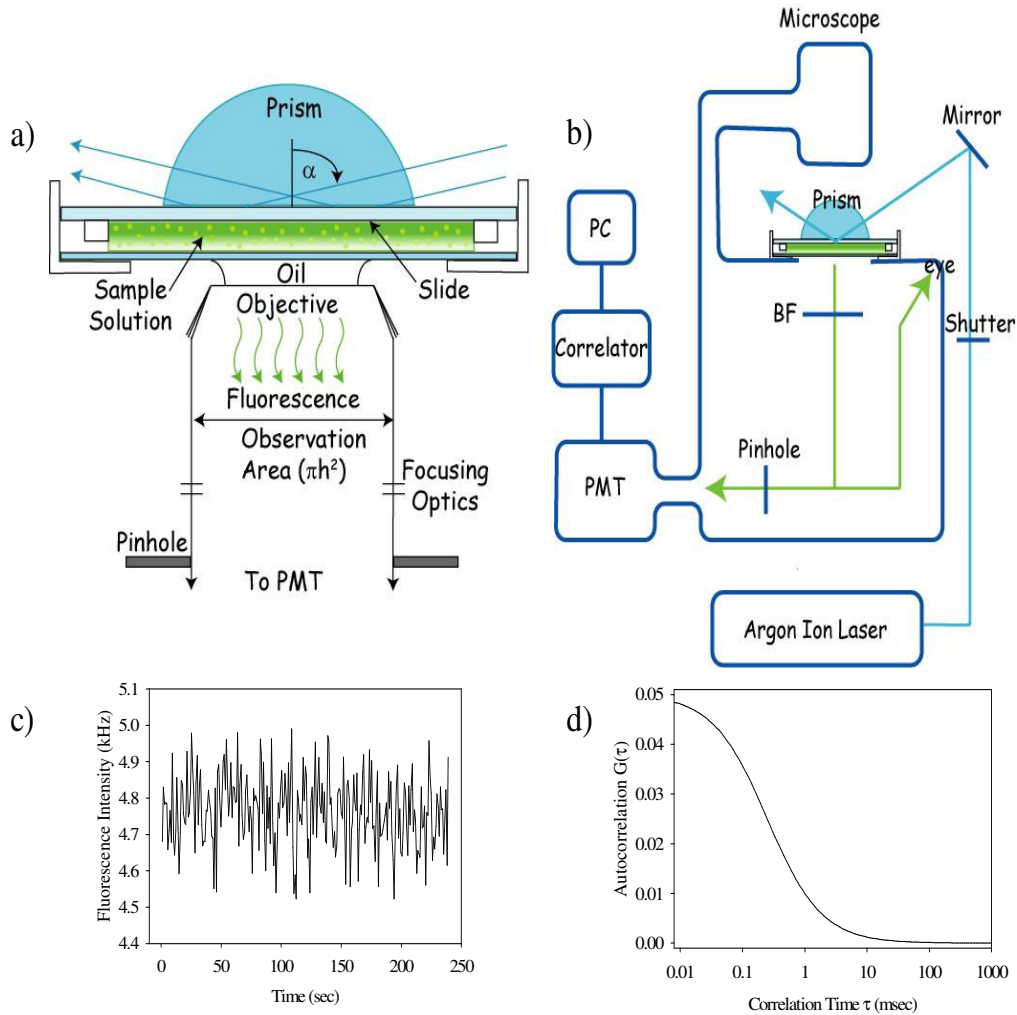 a)
Prism
α
Sample
Solution
Oil
Objective
Slide
Fluorescence
Observation
Area (πh²)
Focusing
Optics
Pinhole
To PMT
b)
Microscope
Mirror
Prism
PC
eye
BF
Shutter
Correlator
Pinhole
PMT
Argon Ion Laser
c)
Fluorescence Intensity (kHz)
5.1
5.0
4.9
4.8
4.7
4.6
4.5
4.4
0 50 100 150 200 250
Time (sec)
d)
Autocorrelation G(τ)
0.05
0.04
0.03
0.02
0.01
0.00
0.01 0.1 1 10 100 1000
Correlation Time τ (msec)